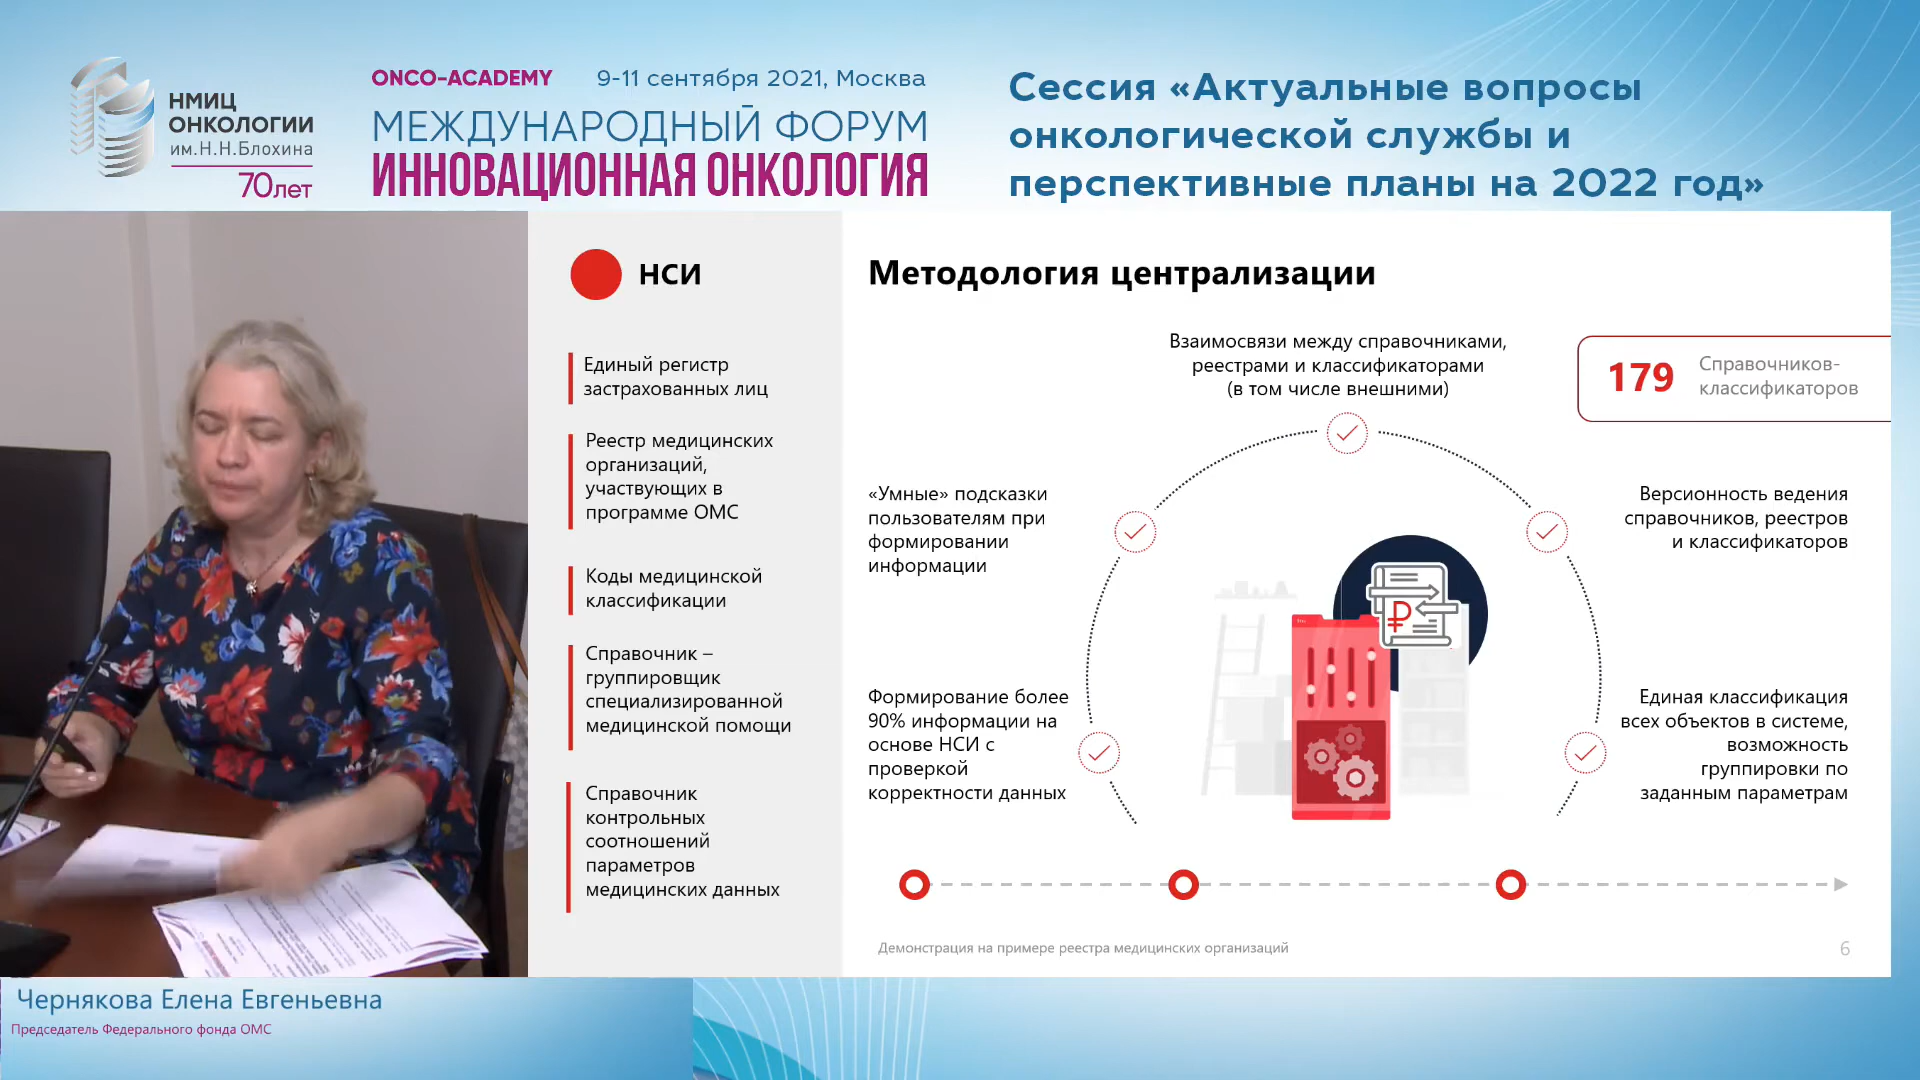 НМИЦ
ОНКОЛОГИИ
им.Н.Н.Блохина
70лет
ONCO-ACADEMY 9-11 сентября 2021, Москва
МЕЖДУНАРОДНЫЙ ФОРУМ
ИННОВАЦИОННАЯ ОНКОЛОГИЯ
Сессия «Актуальные вопросы
онкологической службы и
перспективные планы на 2022 год»
НСИ
Единый регистр
застрахованных лиц
Реестр медицинских
организаций,
участвующих в
программе ОМС
Коды медицинской
классификации
Справочник –
группировщик
специализированной
медицинской помощи
Справочник
контрольных
соотношений
параметров
медицинских данных
Методология централизации
Взаимосвязи между справочниками,
реестрами и классификаторами
(в том числе внешними)
179
Справочников-
классификаторов
«Умные» подсказки
пользователям при
формировании
информации
Версионность ведения
справочников, реестров
и классификаторов
Формирование более
90% информации на
основе НСИ с
проверкой
корректности данных
Единая классификация
всех объектов в системе,
возможность
группировки по
заданным параметрам
Демонстрация на примере реестра медицинских организаций
6
Чернякова Елена Евгеньевна
Председатель Федерального фонда ОМС